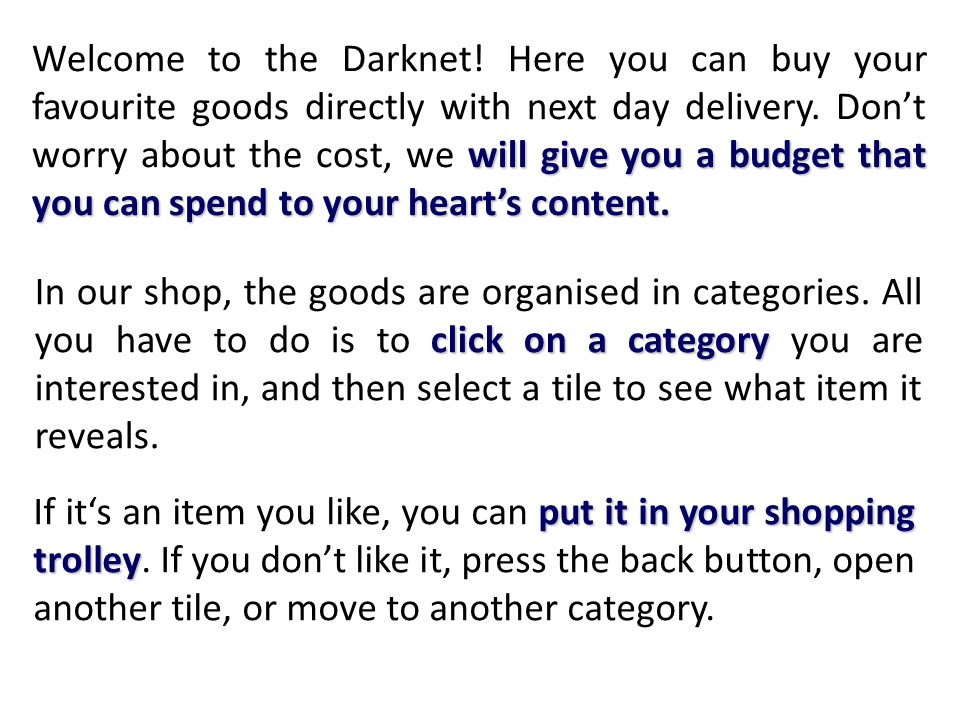 Welcome to the Darknet! Here you can buy your
favourite goods directly with next day delivery. Don’t
worry about the cost, we will give you a budget that
you can spend to your heart’s content.
In our shop, the goods are organised in categories. All
you have to do is to click on a category you are
interested in, and then select a tile to see what item it
reveals.
If it‘s an item you like, you can put it in your shopping
trolley. If you don’t like it, press the back button, open
another tile, or move to another category.